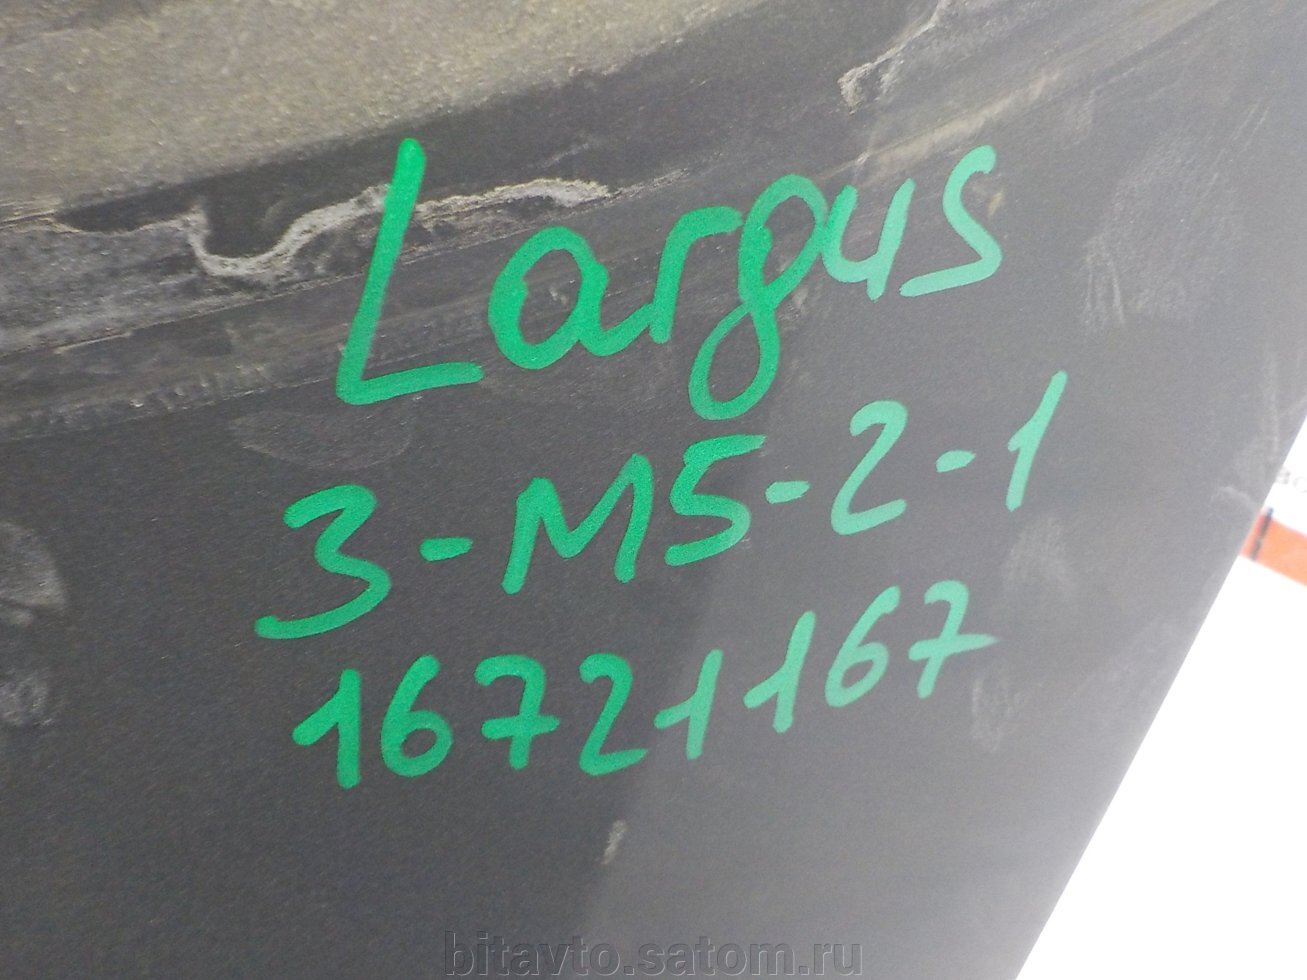 Largus
3-M5-2-1
16721167
bitavto.satom.ru